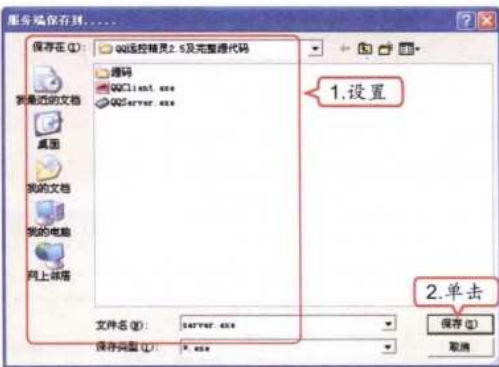 服务端保存到.....
保存在(I): QQ远控精灵2.5及完整源代码
源码
QQClient.exe
QQServer.exe
1.设置
我最近的文档
桌面
我的文档
我的电脑
网上邻居
2.单击
文件名(N): server.exe 保存(S)
保存类型(T): *.exe 取消